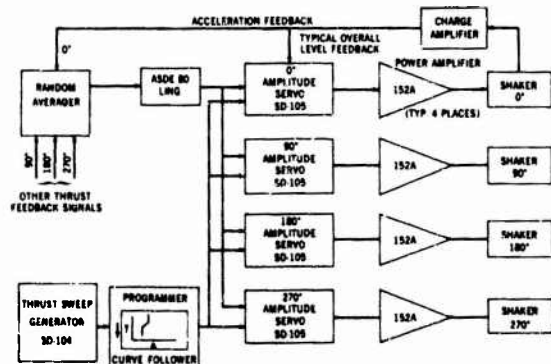 ACCELERATION FEEDBACK
CHARGE
AMPLIFIER
TYPICAL OVERALL
LEVEL FEEDBACK
0°
RANDOM
AVERAGER
ASDE 80
LING
0°
AMPLITUDE
SERVO
SD-105
POWER AMPLIFIER
152A
(TYP. 4 PLACES)
SHAKER
0°
90°
180°
270°
OTHER THRUST
FEEDBACK SIGNALS
90°
AMPLITUDE
SERVO
SD-105
152A
SHAKER
90°
180°
AMPLITUDE
SERVO
SD-105
152A
SHAKER
180°
THRUST SWEEP
GENERATOR
SD-104
PROGRAMMER
CURVE FOLLOWER
270°
AMPLITUDE
SERVO
SD-105
152A
SHAKER
270°